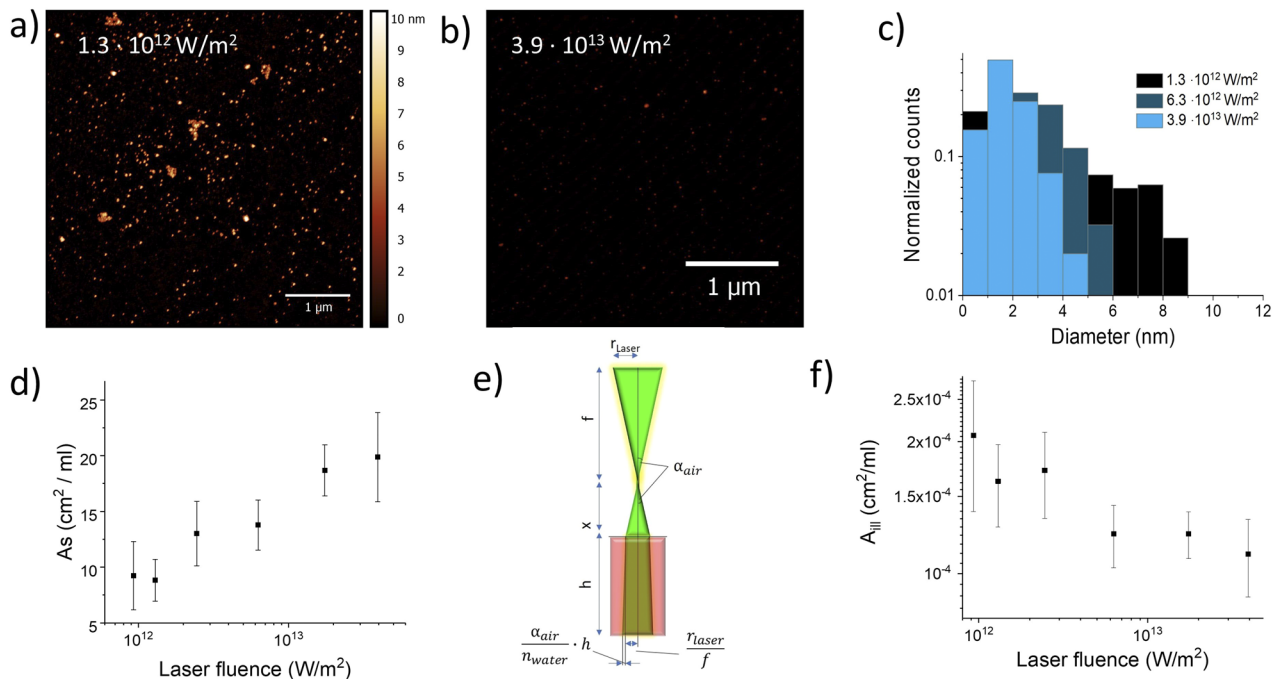 a)
1.3 · 10¹² W/m²
1 µm
10 nm
9
8
7
6
5
4
3
2
1
0
b)
3.9 · 10¹³ W/m²
1 µm
c)
Normalized counts
0.1
0.01
1.3 ·10¹² W/m²
6.3 ·10¹² W/m²
3.9 ·10¹³ W/m²
0 2 4 6 8 10 12
Diameter (nm)
d)
As (cm² / ml)
25
20
15
10
5
10¹² 10¹³
Laser fluence (W/m²)
e)
r_Laser
f
α_air
x
h
α_air / n_water · h
r_laser / f
f)
A_ill (cm²/ml)
2.5x10⁻⁴
2x10⁻⁴
1.5x10⁻⁴
10⁻⁴
10¹² 10¹³
Laser fluence (W/m²)